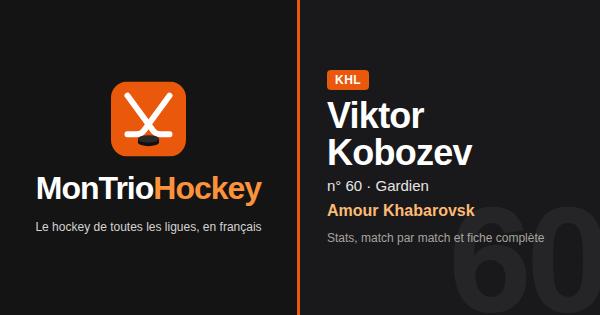 MonTrioHockey
Le hockey de toutes les ligues, en français
KHL
Viktor
Kobozev
n° 60 · Gardien
Amour Khabarovsk
Stats, match par match et fiche complète
60